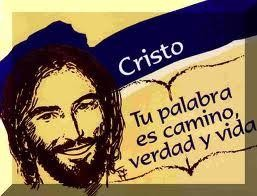 Cristo
Tu palabra
es camino,
verdad y vida